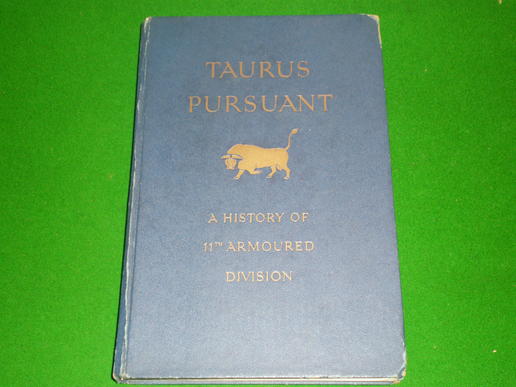 TAURUS
PURSUANT
A HISTORY OF
11TH ARMOURED
DIVISION